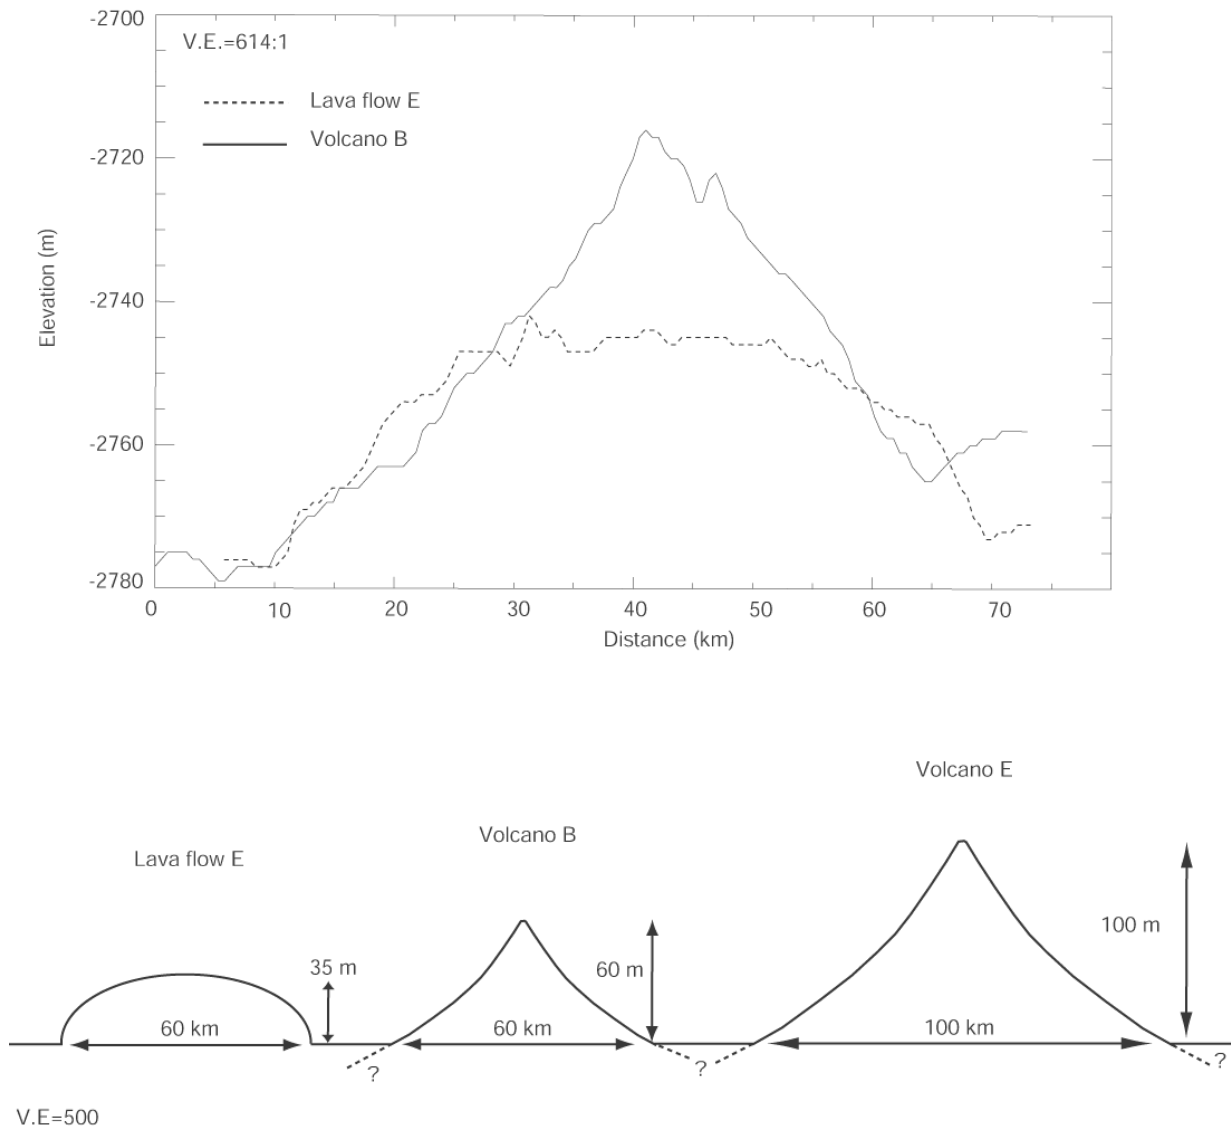 -2700
V.E.=614:1
Lava flow E
Volcano B
-2720
-2740
-2760
-2780
Elevation (m)
0 10 20 30 40 50 60 70
Distance (km)
Volcano E
Volcano B
Lava flow E
100 m
35 m
60 m
60 km
60 km
100 km
?
?
?
V.E=500